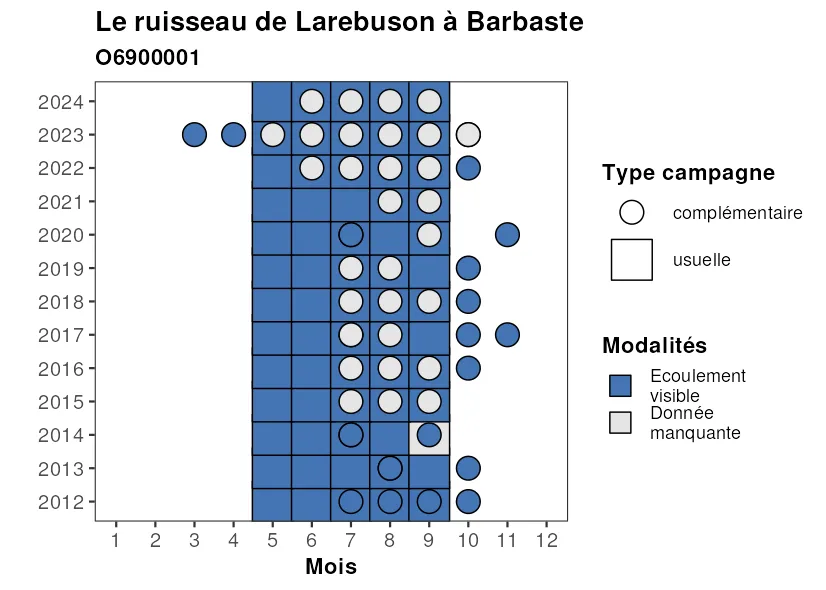 Le ruisseau de Larebuson à Barbaste
O6900001
2024
2023
2022
2021
2020
2019
2018
2017
2016
2015
2014
2013
2012
1 2 3 4 5 6 7 8 9 10 11 12
Mois
Type campagne
complémentaire
usuelle
Modalités
Ecoulement
visible
Donnée
manquante